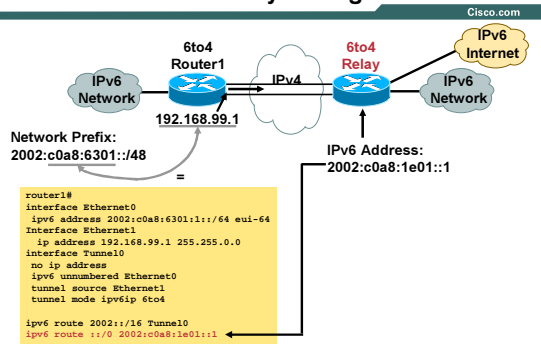 Cisco.com
6to4
Router1
6to4
Relay
IPv6
Internet
IPv6
Network
IPv4
IPv6
Network
192.168.99.1
Network Prefix:
2002:c0a8:6301::/48
=
IPv6 Address:
2002:c0a8:1e01::1
router1#
interface Ethernet0
ipv6 address 2002:c0a8:6301:1::/64 eui-64
Interface Ethernet1
ip address 192.168.99.1 255.255.0.0
interface Tunnel0
no ip address
ipv6 unnumbered Ethernet0
tunnel source Ethernet1
tunnel mode ipv6ip 6to4
ipv6 route 2002::/16 Tunnel0
ipv6 route ::/0 2002:c0a8:1e01::1